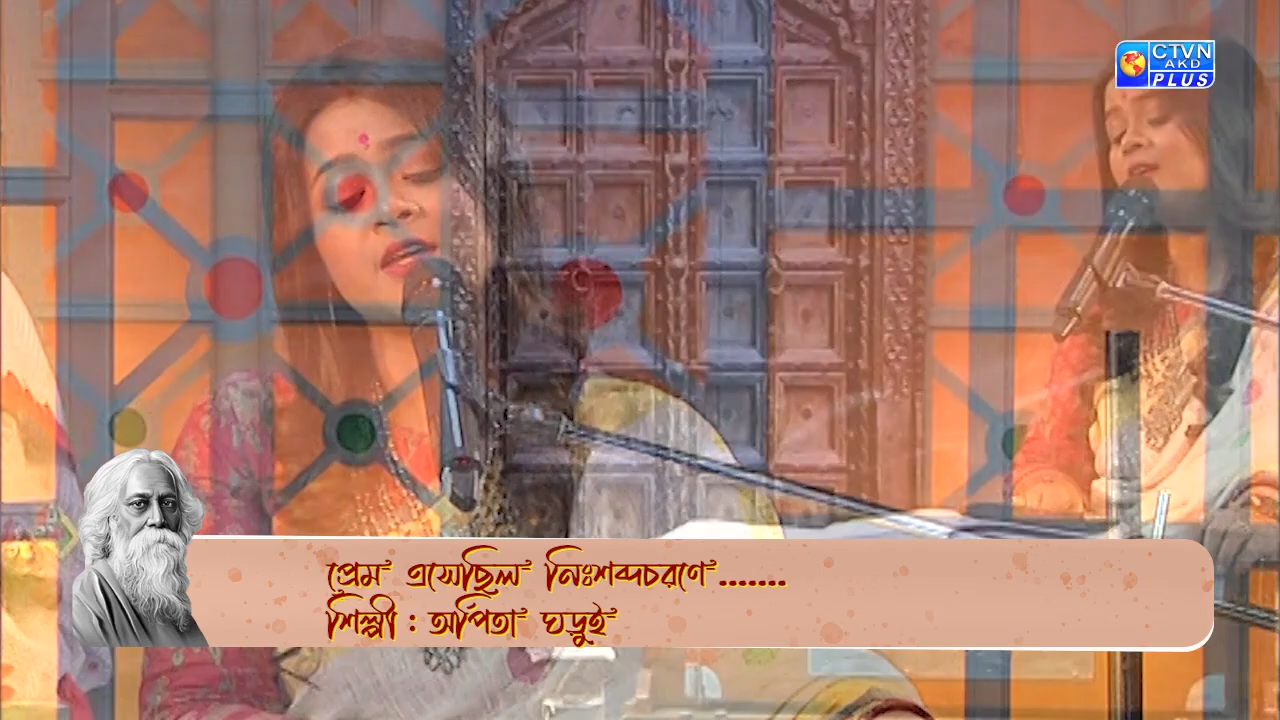 CTVN
AKD
PLUS
প্রেম এসেছিল নিঃশব্দচরণে.......
শিল্পী : অর্পিতা ঘড়ুই